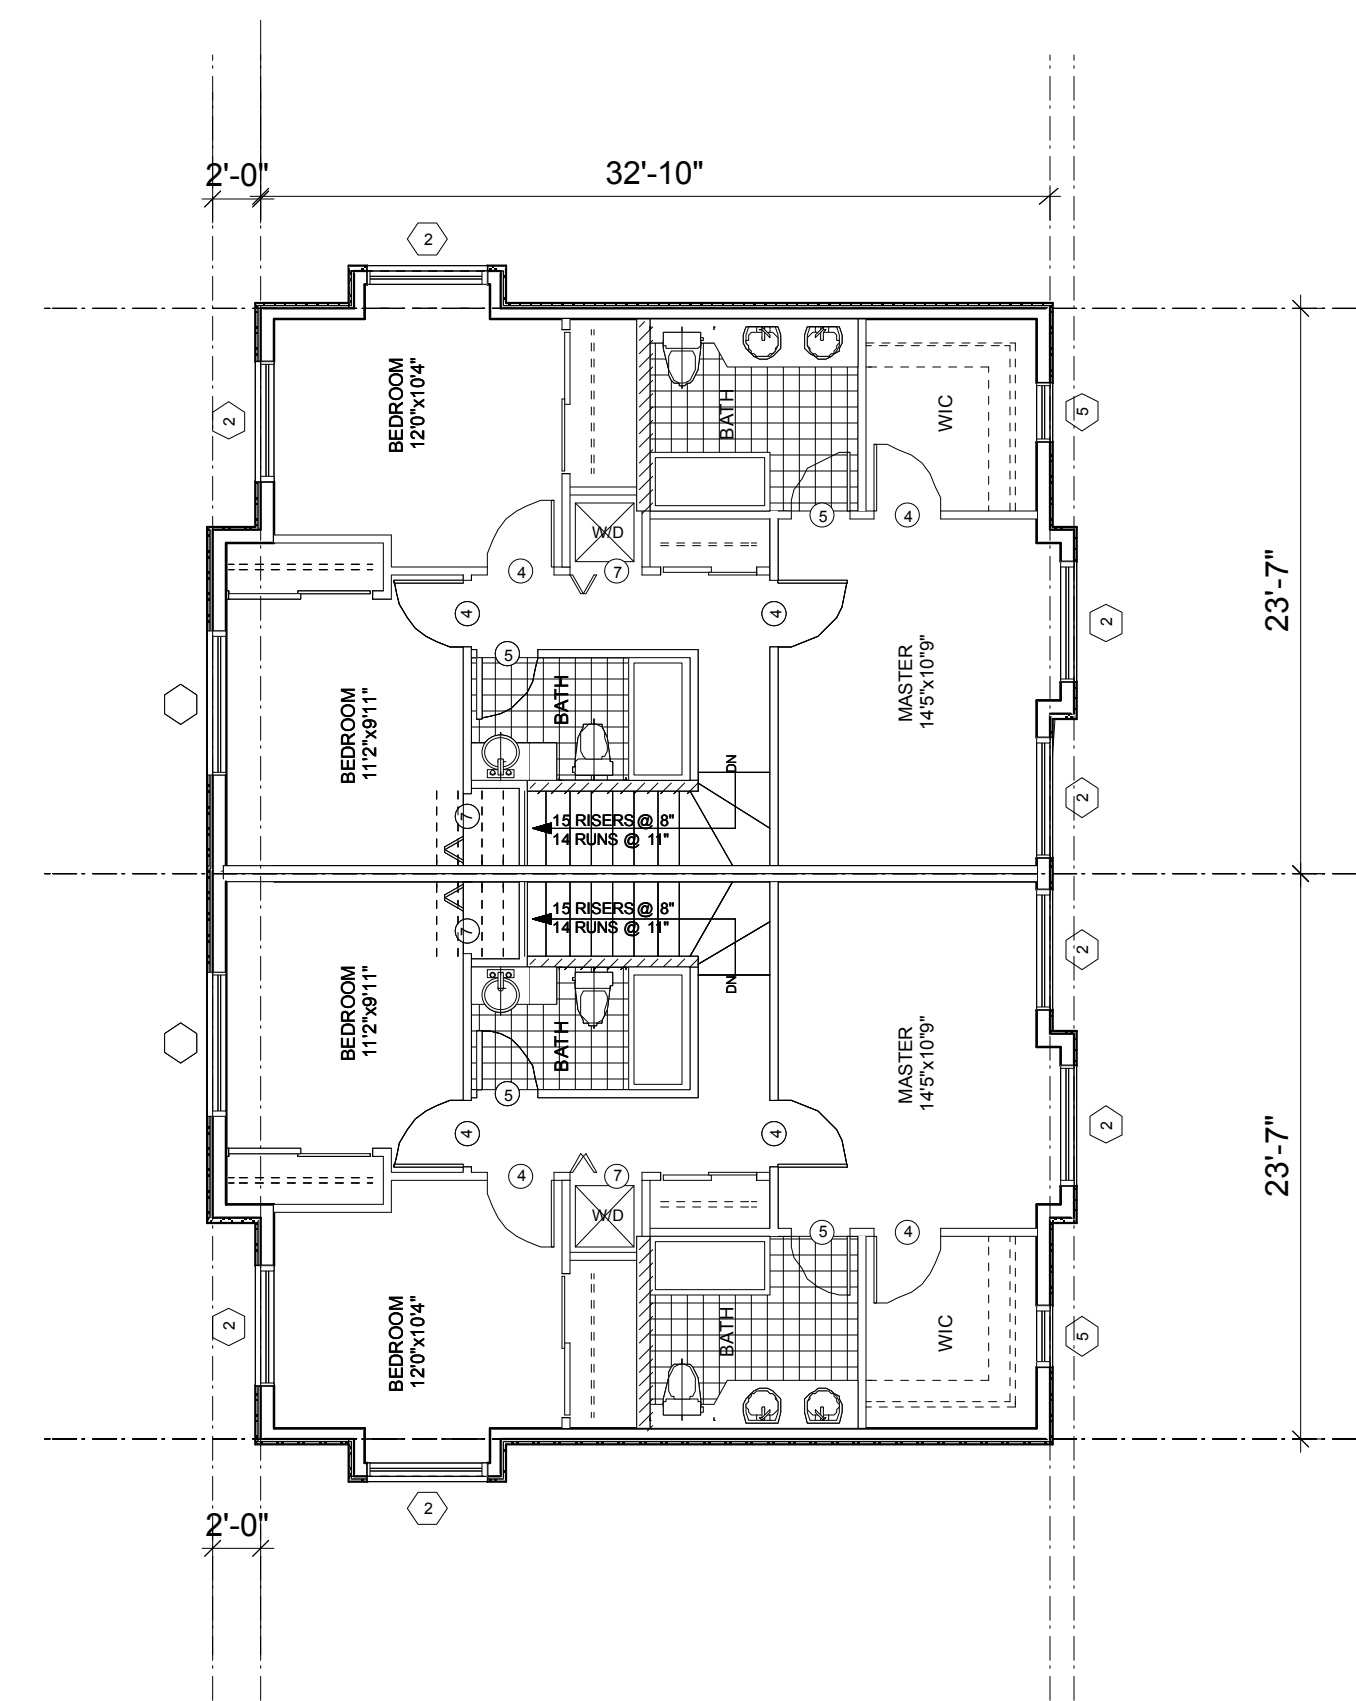 2'-0"
32'-10"
2
BEDROOM
12'0"x10'4"
BATH
WIC
2
5
W/D
5
4
4
7
4
4
23'-7"
2
5
MASTER
14'5"x10'9"
BEDROOM
11'2"x9'11"
BATH
DN
2
7
15 RISERS @ 8"
14 RUNS @ 11"
15 RISERS @ 8"
14 RUNS @ 11"
7
2
DN
BEDROOM
11'2"x9'11"
BATH
MASTER
14'5"x10'9"
5
4
4
2
23'-7"
4
7
W/D
5
4
2
BEDROOM
12'0"x10'4"
BATH
WIC
5
2
2'-0"